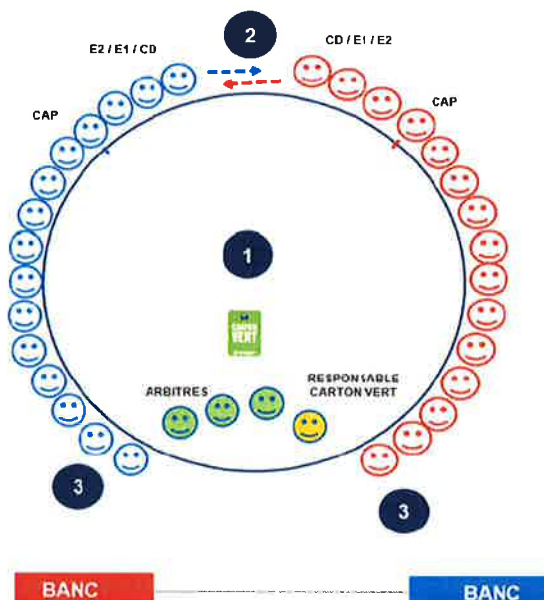 2
E2 / E1 / CD
CD / E1 / E2
CAP
CAP
1
CARTON
VERT
ARBITRES
RESPONSABLE
CARTON VERT
3
3
BANC
BANC